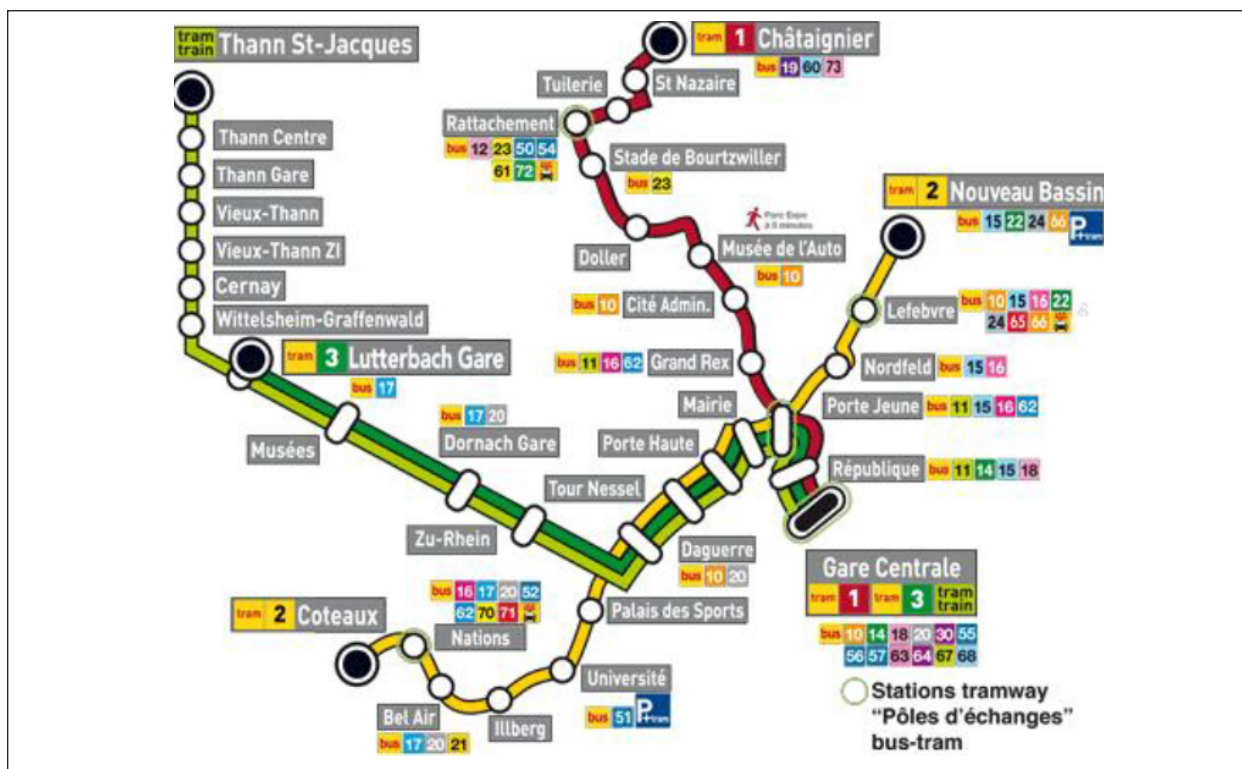 tram train Thann St-Jacques
Thann Centre
Thann Gare
Vieux-Thann
Vieux-Thann ZI
Cernay
Wittelsheim-Graffenwald
tram 3 Lutterbach Gare
bus 17
Musées
bus 17 20
Dornach Gare
Zu-Rhein
tram 1 Châtaignier
bus 19 60 73
St Nazaire
Tuilerie
Rattachement
bus 12 23 50 54
61 72
Stade de Bourtzwiller
bus 23
Doller
Parc Expo
Musée de l'Auto
bus 10
bus 10 Cité Admin.
bus 11 16 62 Grand Rex
tram 2 Nouveau Bassin
bus 15 22 24 66 P+tram
Lefebvre bus 10 15 16 22
24 65 66
Nordfeld bus 15 16
Mairie
Porte Jeune bus 11 15 16 62
Porte Haute
République bus 11 14 15 18
Tour Nessel
Daguerre
bus 10 20
Palais des Sports
Gare Centrale
tram 1 tram 3 tram train
bus 10 14 18 20 30 55
56 57 63 64 67 68
tram 2 Coteaux
bus 16 17 20 52
62 70 71
Nations
Bel Air
bus 17 20 21
Illberg
Université
bus 51 P+tram
Stations tramway
"Pôles d'échanges"
bus-tram